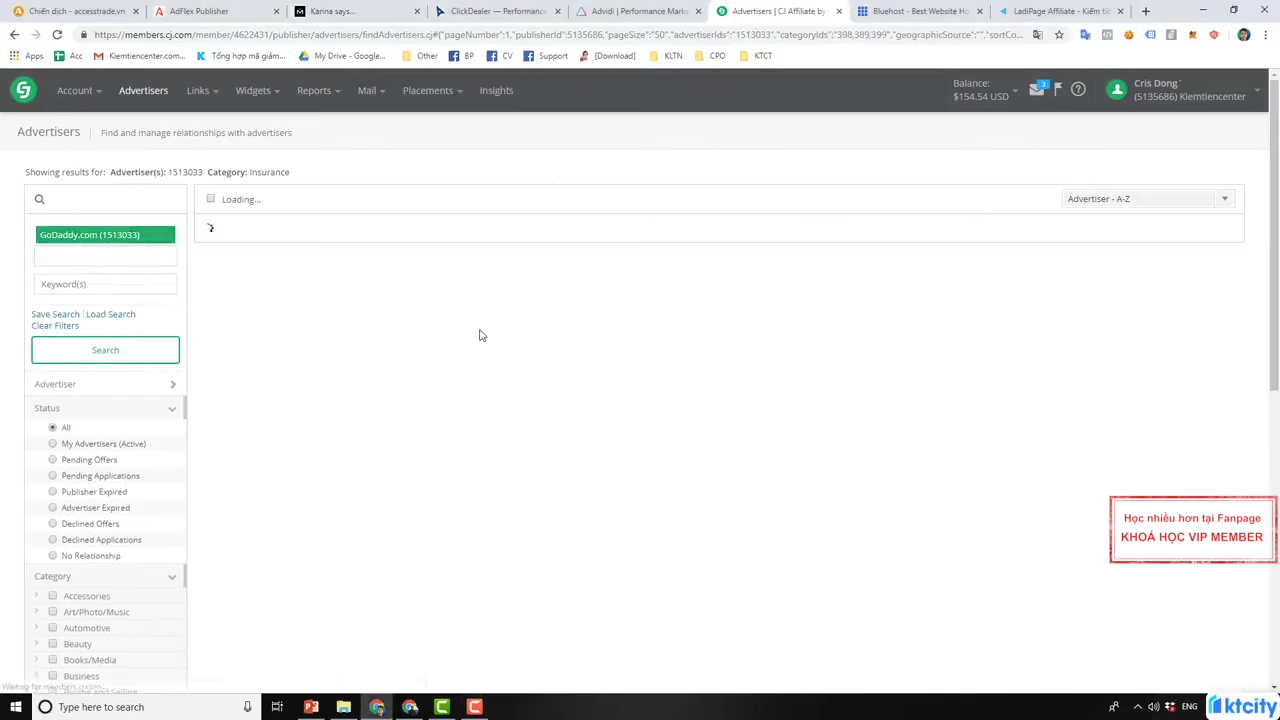 Chiến dịch - accesstrade.vn
AdFlex Publisher
Karina says...
ClickDealer — Performance
Advidi | Performance Marke
Advertisers | CJ Affiliate by
Bluehost - Best Website H
LadiPage Affiliate - Kiếm tiề
https://members.cj.com/member/4622431/publisher/advertisers/findAdvertisers.cj#{"pageNumber":1,"publisherId":5135686,"pageSize":"50","advertiserIds":"1513033","categoryIds":"398,389,399","geographicSource":"","sortCo...
Apps
Acc
Kiemtiencenter.com...
Tổng hợp mã giảm...
My Drive - Google...
Other
BP
CV
Support
[Download]
KLTN
CPO
KTCT
Account
Advertisers
Links
Widgets
Reports
Mail
Placements
Insights
Balance:
$154.54 USD
3
Cris Dong
(5135686) Kiemtiencenter
Advertisers
Find and manage relationships with advertisers
Showing results for: Advertiser(s): 1513033 Category: Insurance
Loading...
Advertiser - A-Z
GoDaddy.com (1513033)
Keyword(s)
Save Search | Load Search
Clear Filters
Search
Advertiser
Status
All
My Advertisers (Active)
Pending Offers
Pending Applications
Publisher Expired
Advertiser Expired
Declined Offers
Declined Applications
No Relationship
Category
Accessories
Art/Photo/Music
Automotive
Beauty
Books/Media
Business
Waiting for members.cj.com...
Học nhiều hơn tại Fanpage
KHOÁ HỌC VIP MEMBER
Type here to search
ENG
ktcity